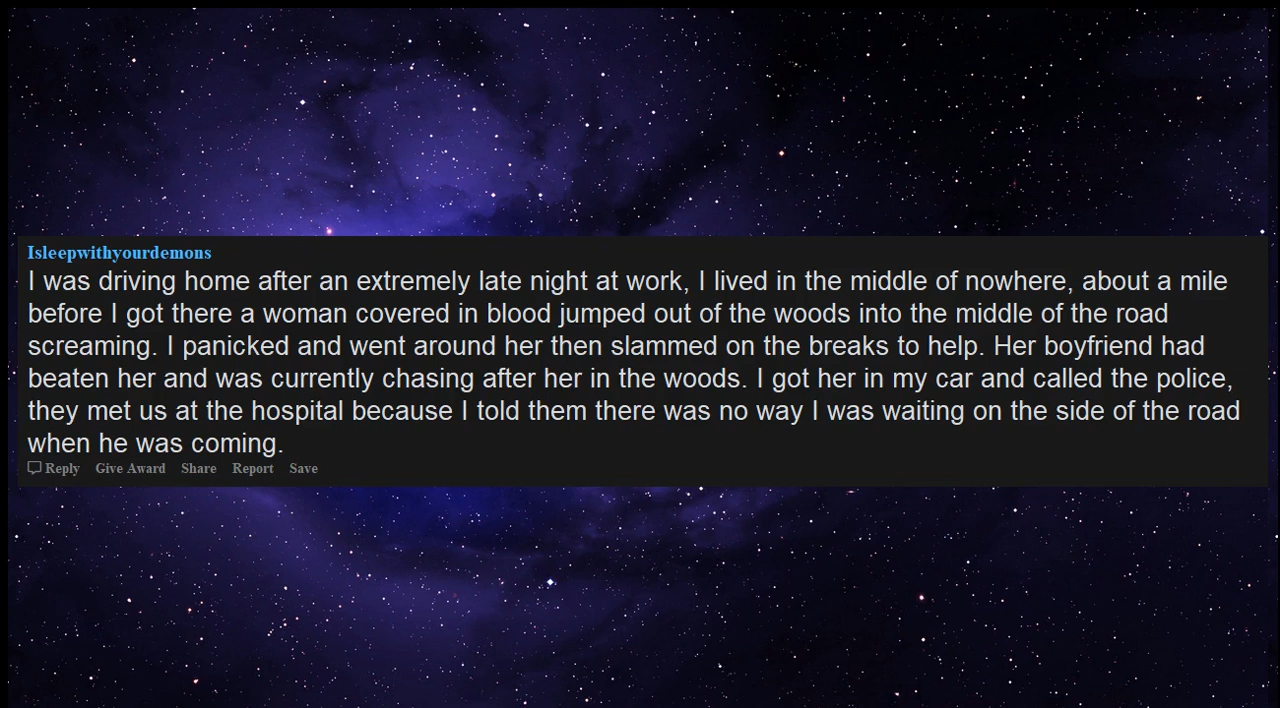 Isleepwithyourdemons
I was driving home after an extremely late night at work, I lived in the middle of nowhere, about a mile
before I got there a woman covered in blood jumped out of the woods into the middle of the road
screaming. I panicked and went around her then slammed on the breaks to help. Her boyfriend had
beaten her and was currently chasing after her in the woods. I got her in my car and called the police,
they met us at the hospital because I told them there was no way I was waiting on the side of the road
when he was coming.
Reply Give Award Share Report Save